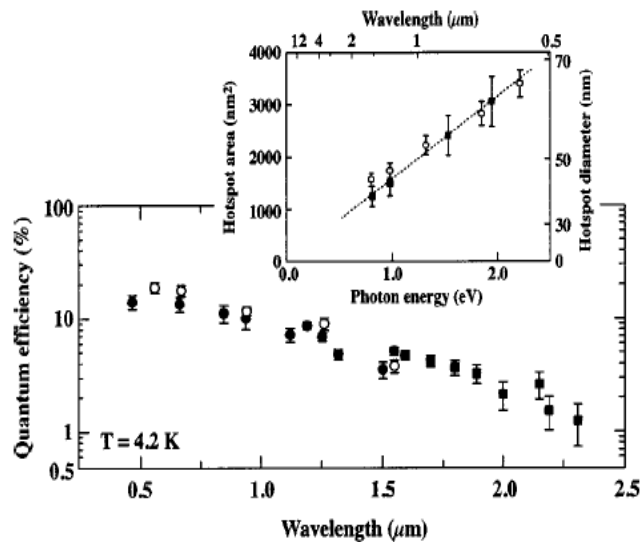 Wavelength (μm)
12 4 2 1 0.5
4000
3000
2000
1000
0
Hotspot area (nm²)
70
50
30
0
Hotspot diameter (nm)
0.0 1.0 2.0
Photon energy (eV)
100
10
1
0.5
Quantum efficiency (%)
T = 4.2 K
0.5 1.0 1.5 2.0 2.5
Wavelength (μm)